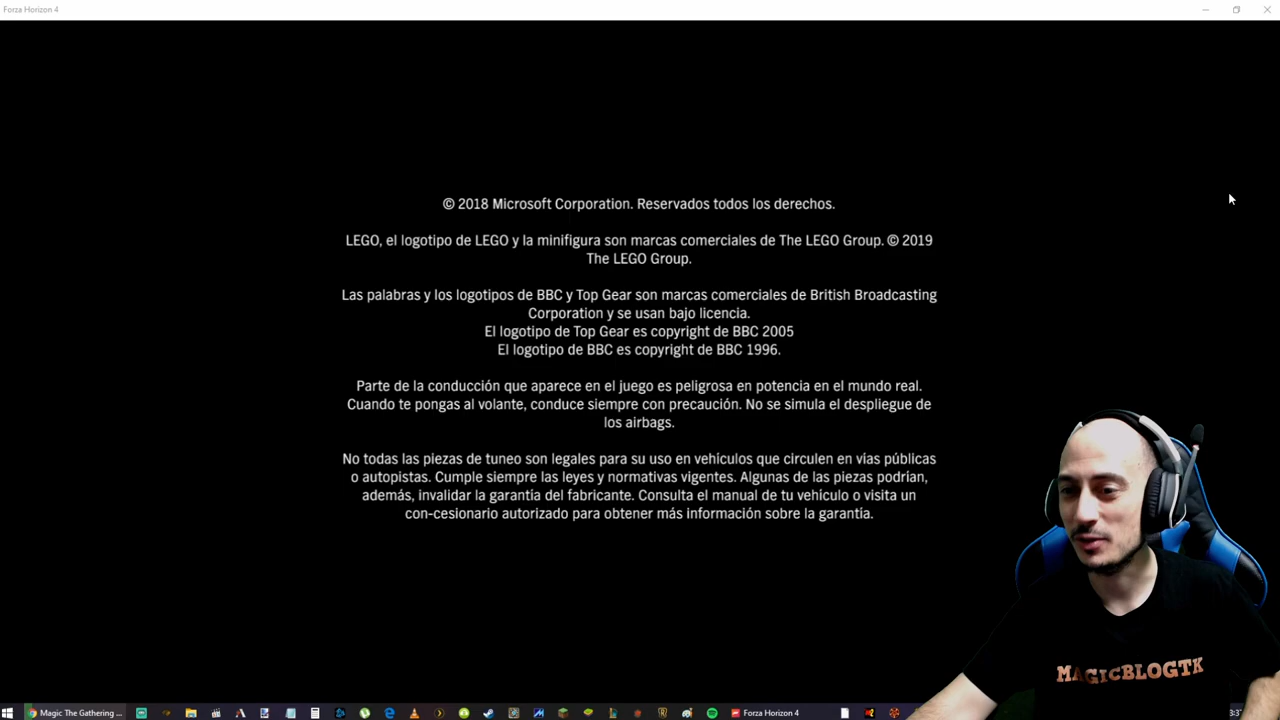 Forza Horizon 4
© 2018 Microsoft Corporation. Reservados todos los derechos.
LEGO, el logotipo de LEGO y la minifigura son marcas comerciales de The LEGO Group. © 2019
The LEGO Group.
Las palabras y los logotipos de BBC y Top Gear son marcas comerciales de British Broadcasting
Corporation y se usan bajo licencia.
El logotipo de Top Gear es copyright de BBC 2005
El logotipo de BBC es copyright de BBC 1996.
Parte de la conducción que aparece en el juego es peligrosa en potencia en el mundo real.
Cuando te pongas al volante, conduce siempre con precaución. No se simula el despliegue de
los airbags.
No todas las piezas de tuneo son legales para su uso en vehículos que circulen en vías públicas
o autopistas. Cumple siempre las leyes y normativas vigentes. Algunas de las piezas podrían,
además, invalidar la garantía del fabricante. Consulta el manual de tu vehículo o visita un
con-cesionario autorizado para obtener más información sobre la garantía.
MAGICBLOGTK
Magic The Gathering ...
Forza Horizon 4